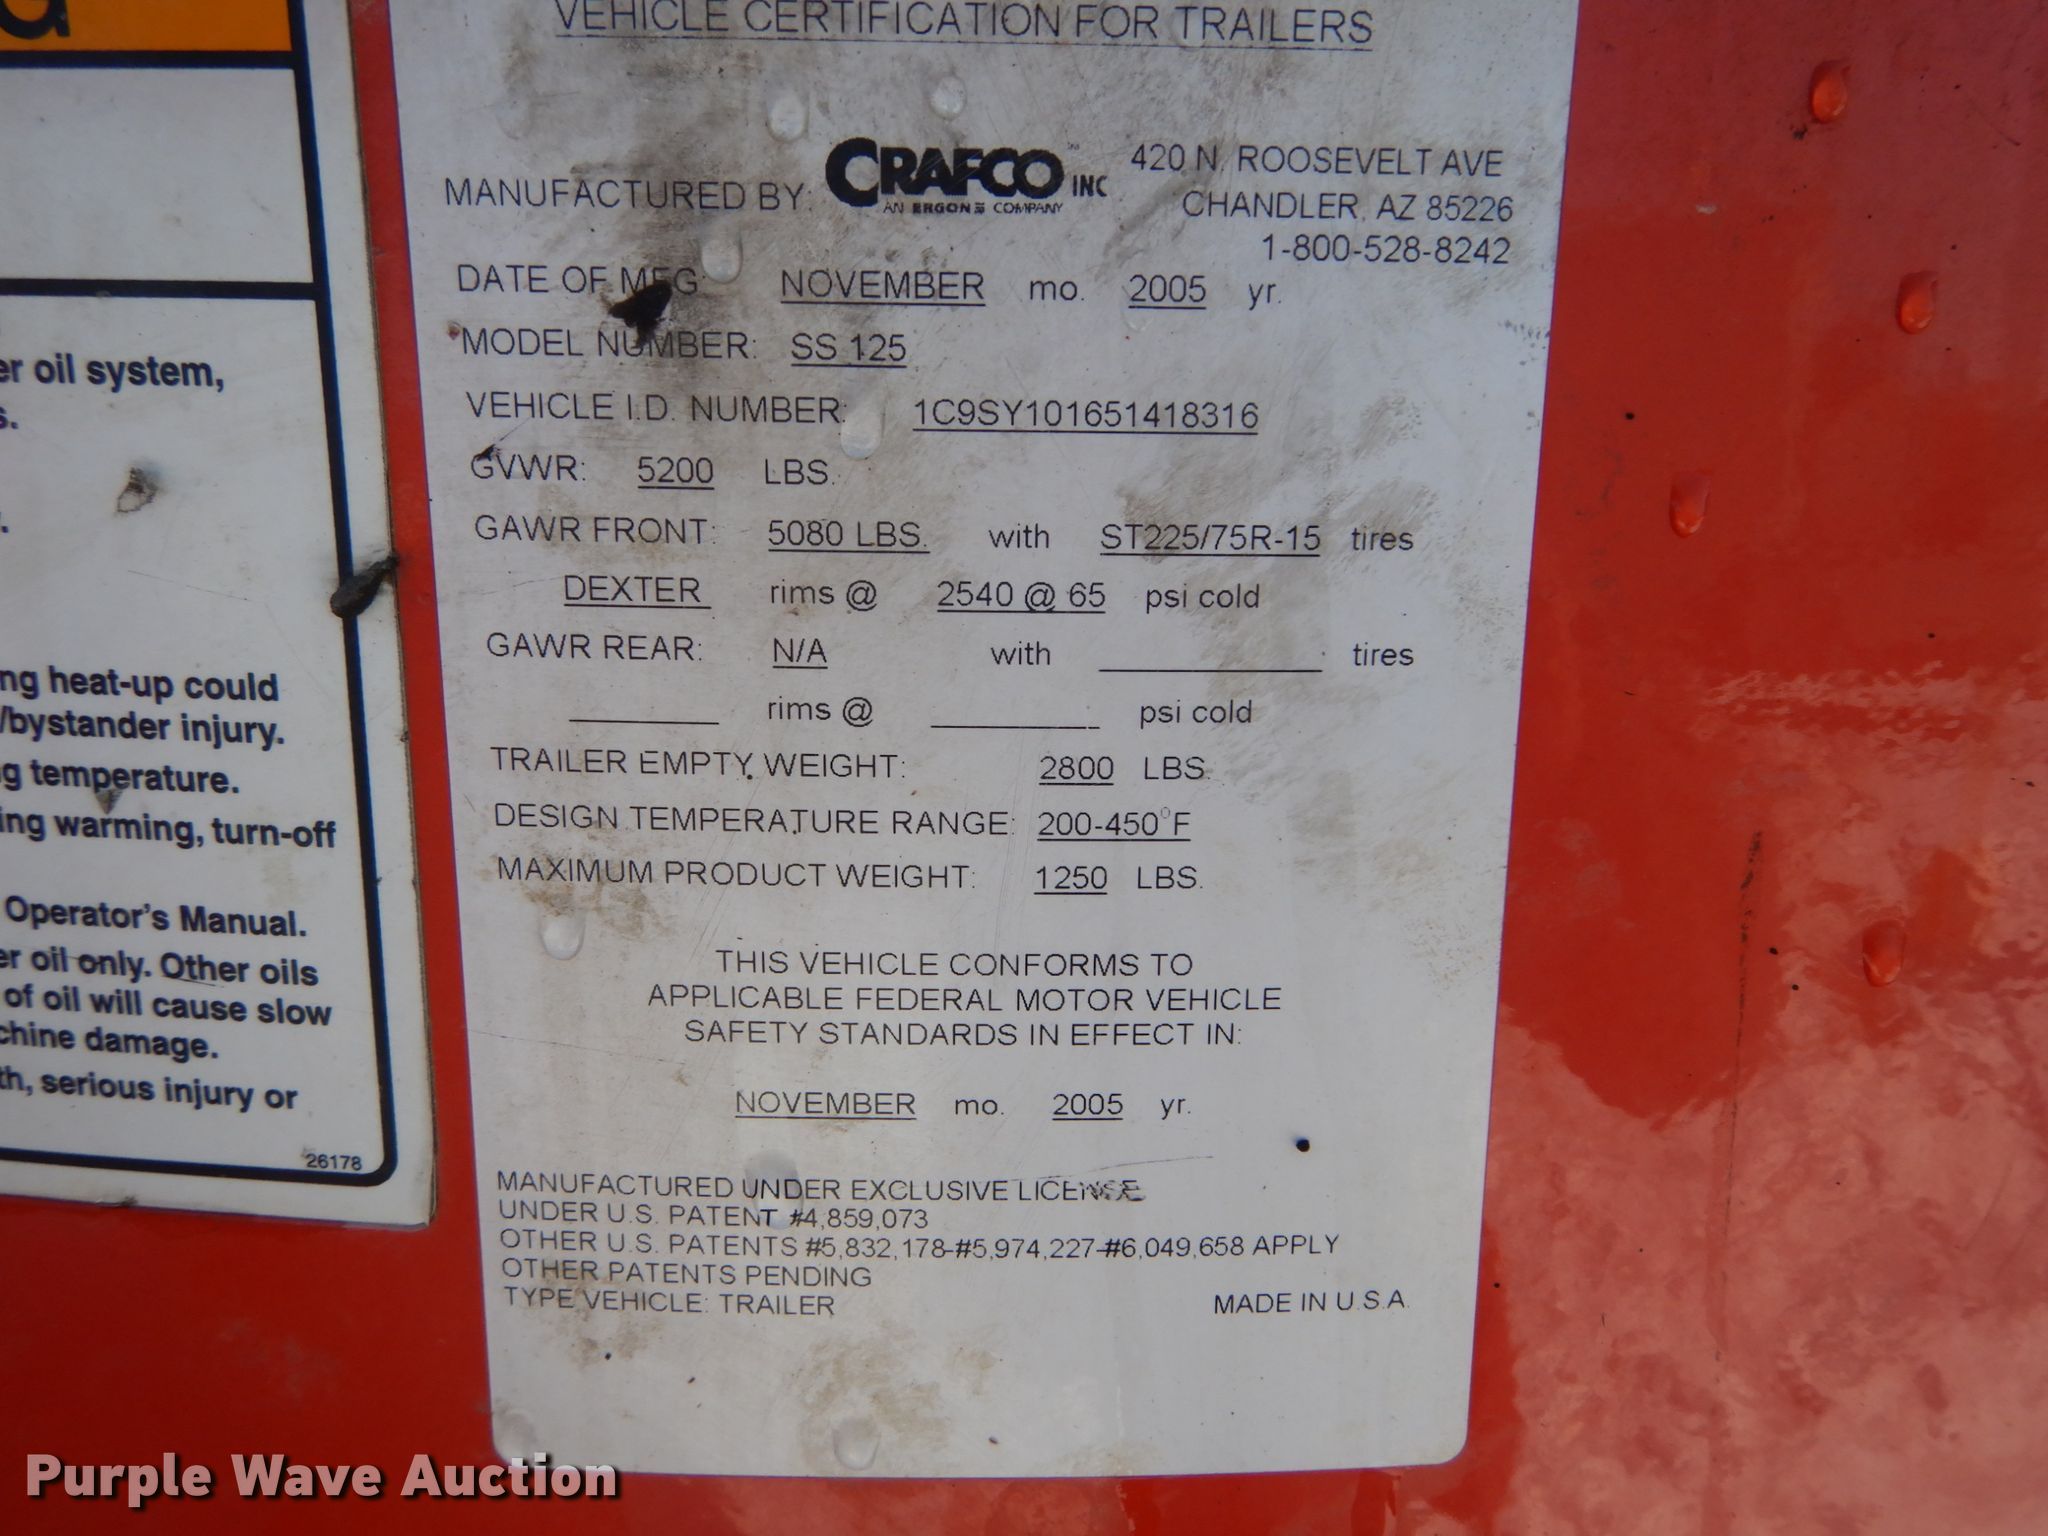 G
er oil system,
s.
ng heat-up could
/bystander injury.
g temperature.
ing warming, turn-off
Operator's Manual.
er oil only. Other oils
of oil will cause slow
chine damage.
th, serious injury or
26178
VEHICLE CERTIFICATION FOR TRAILERS
MANUFACTURED BY: CRAFCO INC
AN ERGON COMPANY
420 N. ROOSEVELT AVE
CHANDLER, AZ 85226
1-800-528-8242
DATE OF MFG: NOVEMBER mo. 2005 yr.
MODEL NUMBER: SS 125
VEHICLE I.D. NUMBER: 1C9SY101651418316
GVWR: 5200 LBS.
GAWR FRONT: 5080 LBS. with ST225/75R-15 tires
DEXTER rims @ 2540 @ 65 psi cold
GAWR REAR: N/A with ________ tires
________ rims @ ________ psi cold
TRAILER EMPTY WEIGHT: 2800 LBS.
DESIGN TEMPERATURE RANGE: 200-450°F
MAXIMUM PRODUCT WEIGHT: 1250 LBS.
THIS VEHICLE CONFORMS TO
APPLICABLE FEDERAL MOTOR VEHICLE
SAFETY STANDARDS IN EFFECT IN:
NOVEMBER mo. 2005 yr.
MANUFACTURED UNDER EXCLUSIVE LICENSE
UNDER U.S. PATENT #4,859,073
OTHER U.S. PATENTS #5,832,178-#5,974,227-#6,049,658 APPLY
OTHER PATENTS PENDING
TYPE VEHICLE: TRAILER MADE IN U.S.A.
Purple Wave Auction